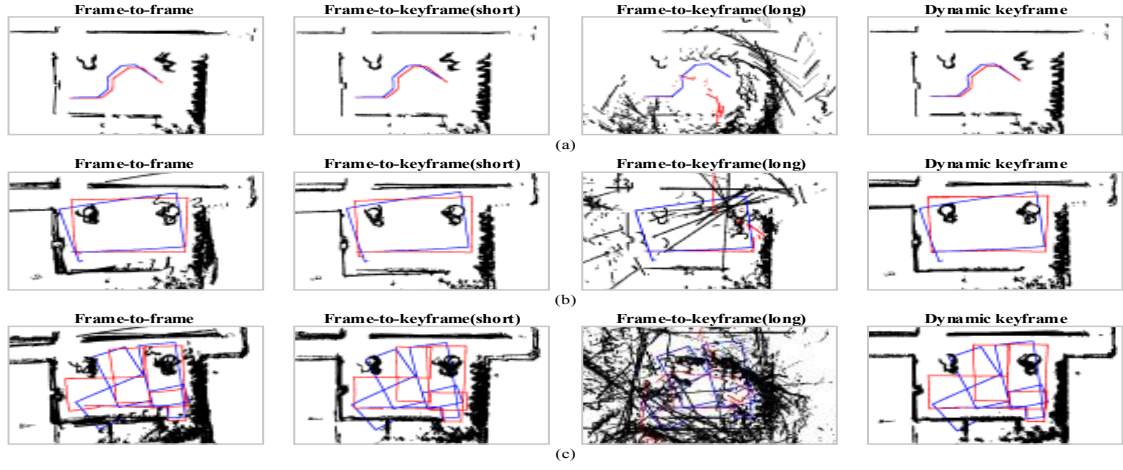 Frame-to-frame Frame-to-keyframe(short) Frame-to-keyframe(long) Dynamic keyframe
(a)
Frame-to-frame Frame-to-keyframe(short) Frame-to-keyframe(long) Dynamic keyframe
(b)
Frame-to-frame Frame-to-keyframe(short) Frame-to-keyframe(long) Dynamic keyframe
(c)